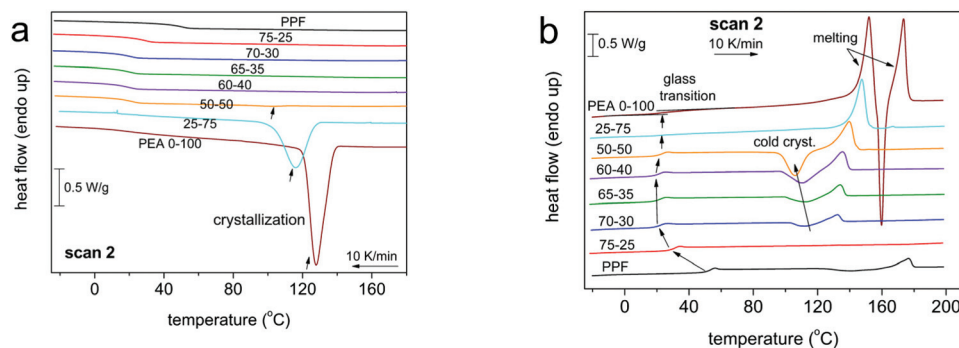 a
PPF
75-25
70-30
65-35
60-40
50-50
25-75
PEA 0-100
0.5 W/g
crystallization
scan 2
10 K/min
heat flow (endo up)
0
40
80
120
160
temperature (°C)
b
scan 2
0.5 W/g
10 K/min
melting
glass
transition
PEA 0-100
25-75
50-50
cold cryst.
60-40
65-35
70-30
75-25
PPF
heat flow (endo up)
0
40
80
120
160
200
temperature (°C)